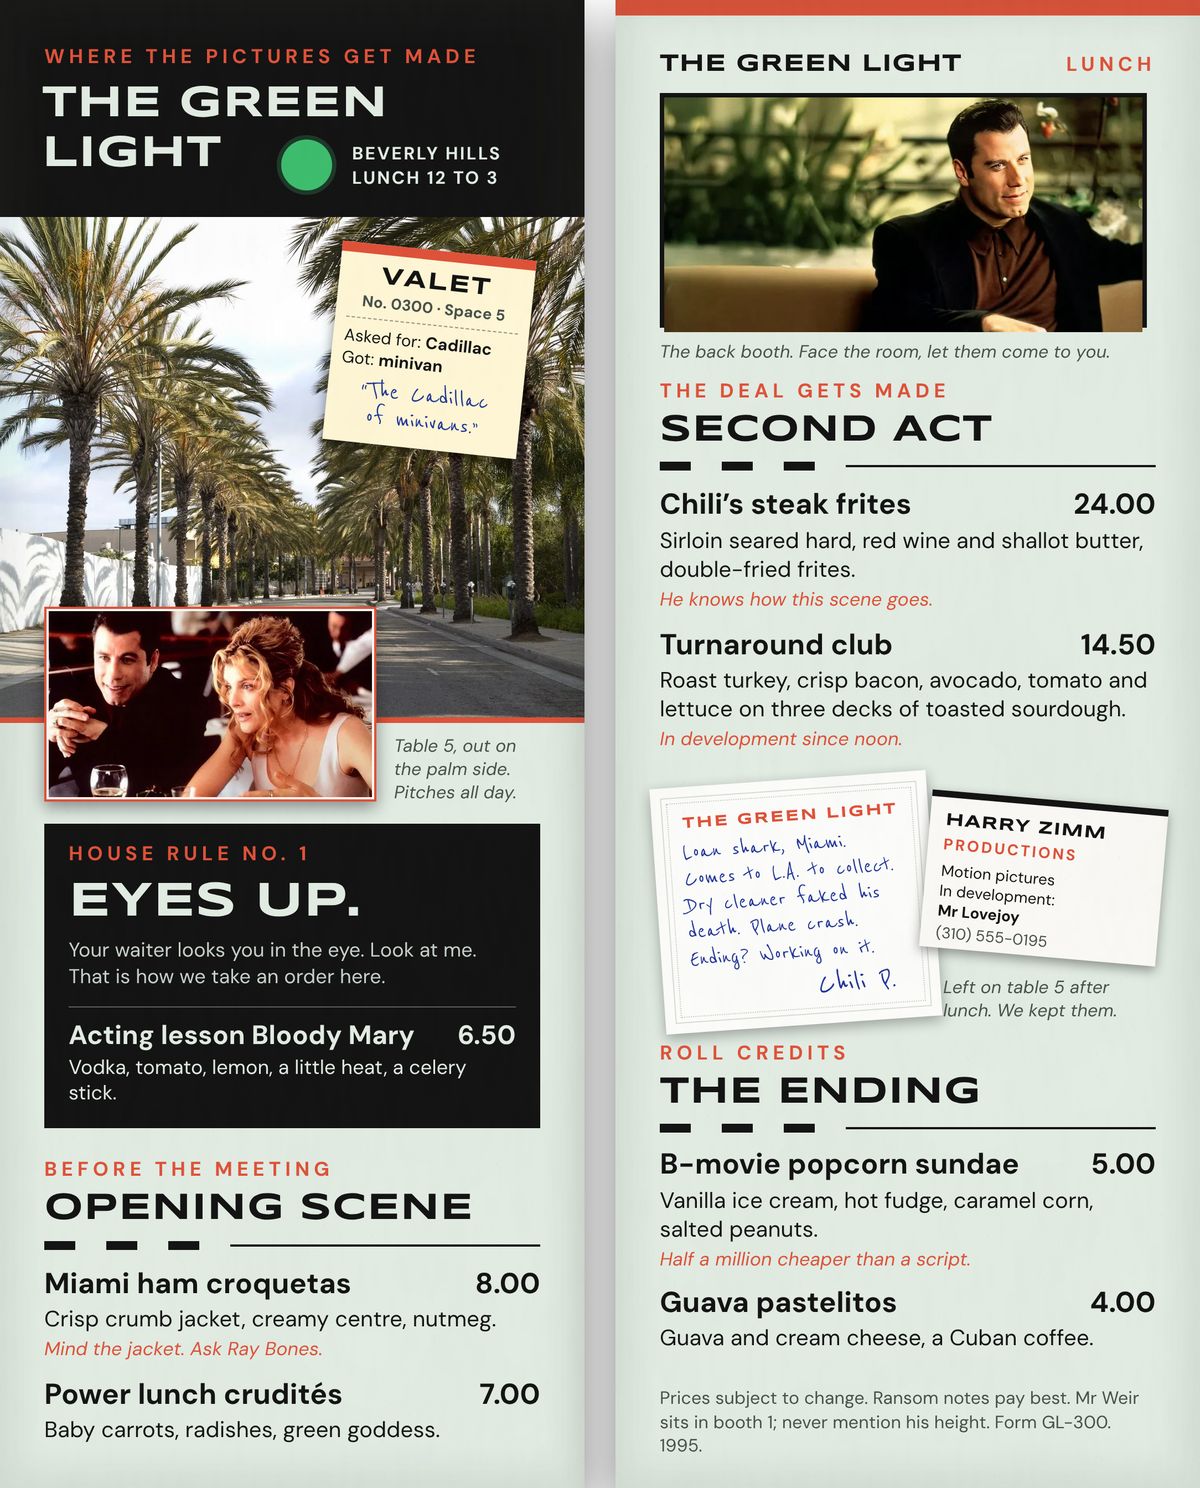 WHERE THE PICTURES GET MADE
THE GREEN
LIGHT
BEVERLY HILLS
LUNCH 12 TO 3
VALET
No. 0300 · Space 5
Asked for: Cadillac
Got: minivan
"The Cadillac
of minivans."
Table 5, out on
the palm side.
Pitches all day.
HOUSE RULE NO. 1
EYES UP.
Your waiter looks you in the eye. Look at me.
That is how we take an order here.
Acting lesson Bloody Mary 6.50
Vodka, tomato, lemon, a little heat, a celery
stick.
BEFORE THE MEETING
OPENING SCENE
Miami ham croquetas 8.00
Crisp crumb jacket, creamy centre, nutmeg.
Mind the jacket. Ask Ray Bones.
Power lunch crudités 7.00
Baby carrots, radishes, green goddess.
THE GREEN LIGHT LUNCH
The back booth. Face the room, let them come to you.
THE DEAL GETS MADE
SECOND ACT
Chili’s steak frites 24.00
Sirloin seared hard, red wine and shallot butter,
double-fried frites.
He knows how this scene goes.
Turnaround club 14.50
Roast turkey, crisp bacon, avocado, tomato and
lettuce on three decks of toasted sourdough.
In development since noon.
THE GREEN LIGHT
Loan shark, Miami.
Comes to L.A. to collect.
Dry cleaner faked his
death. Plane crash.
Ending? Working on it.
Chili P.
HARRY ZIMM
PRODUCTIONS
Motion pictures
In development:
Mr Lovejoy
(310) 555-0195
Left on table 5 after
lunch. We kept them.
ROLL CREDITS
THE ENDING
B-movie popcorn sundae 5.00
Vanilla ice cream, hot fudge, caramel corn,
salted peanuts.
Half a million cheaper than a script.
Guava pastelitos 4.00
Guava and cream cheese, a Cuban coffee.
Prices subject to change. Ransom notes pay best. Mr Weir
sits in booth 1; never mention his height. Form GL-300.
1995.